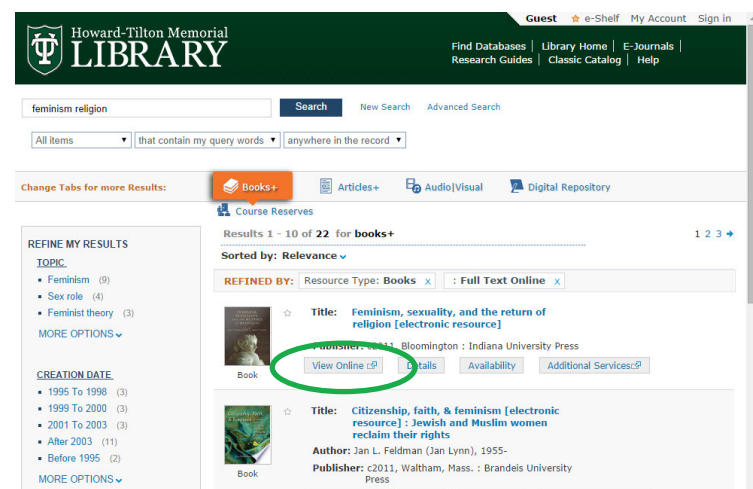 Guest e-Shelf My Account Sign in
Howard-Tilton Memorial
LIBRARY
Find Databases | Library Home | E-Journals |
Research Guides | Classic Catalog | Help
feminism religion Search New Search Advanced Search
All items that contain my query words anywhere in the record
Change Tabs for more Results: Books+ Articles+ Audio|Visual Digital Repository
Course Reserves
Results 1 - 10 of 22 for books+ 1 2 3
Sorted by: Relevance
REFINED BY: Resource Type: Books x : Full Text Online x
REFINE MY RESULTS
TOPIC
Feminism (9)
Sex role (4)
Feminist theory (3)
MORE OPTIONS
CREATION DATE
1995 To 1998 (3)
1999 To 2000 (3)
2001 To 2003 (3)
After 2003 (11)
Before 1995 (2)
MORE OPTIONS
Title: Feminism, sexuality, and the return of
religion [electronic resource]
Publisher: c2011, Bloomington : Indiana University Press
View Online Details Availability Additional Services
Book
Title: Citizenship, faith, & feminism [electronic
resource] : Jewish and Muslim women
reclaim their rights
Author: Jan L. Feldman (Jan Lynn), 1955-
Publisher: c2011, Waltham, Mass. : Brandeis University
Press
Book